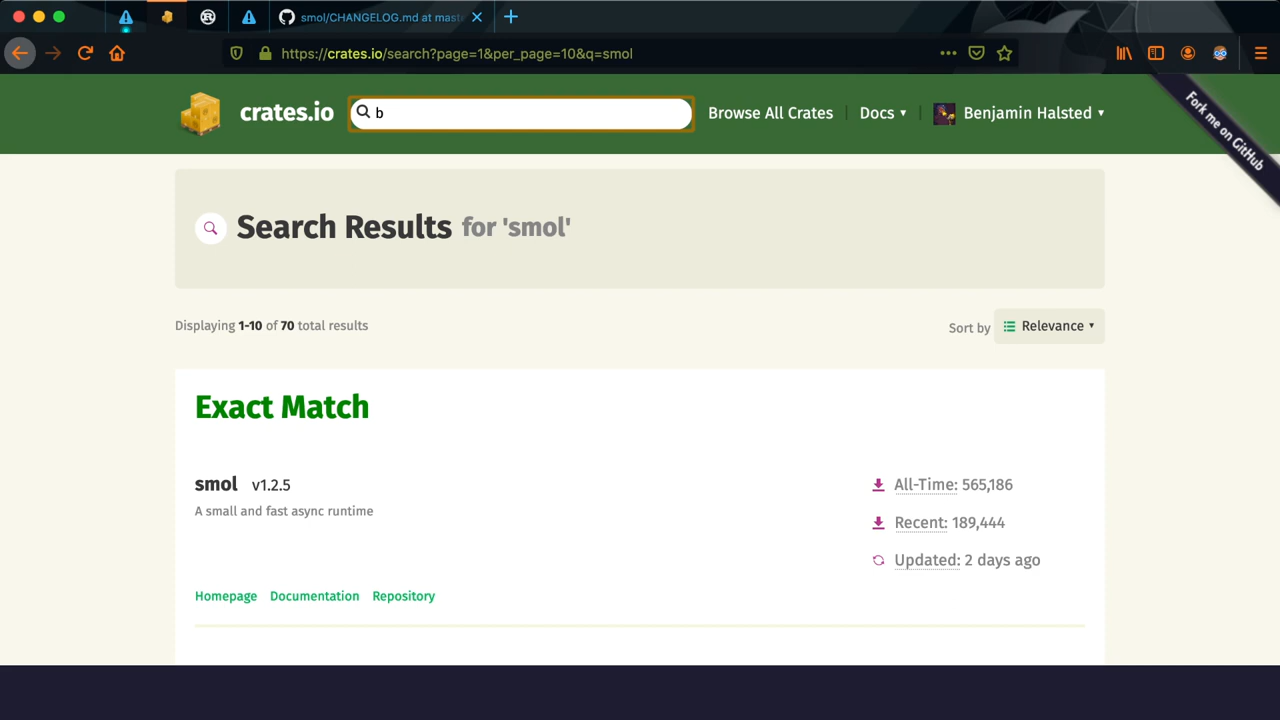 smol/CHANGELOG.md at mast
https://crates.io/search?page=1&per_page=10&q=smol
crates.io
b
Browse All Crates
Docs ▾
Benjamin Halsted ▾
Fork me on GitHub
Search Results for 'smol'
Displaying 1-10 of 70 total results
Sort by Relevance ▾
Exact Match
smol v1.2.5
All-Time: 565,186
A small and fast async runtime
Recent: 189,444
Updated: 2 days ago
Homepage Documentation Repository